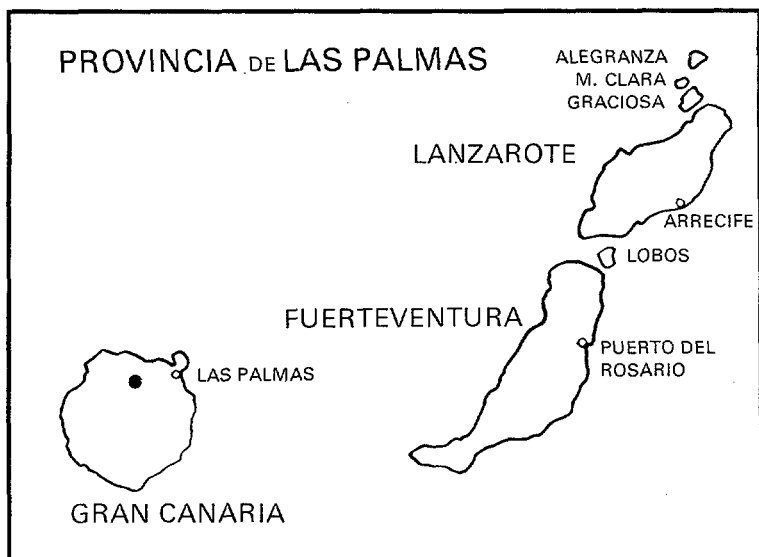 PROVINCIA DE LAS PALMAS
ALEGRANZA
M. CLARA
GRACIOSA
LANZAROTE
ARRECIFE
LOBOS
FUERTEVENTURA
PUERTO DEL
ROSARIO
LAS PALMAS
GRAN CANARIA